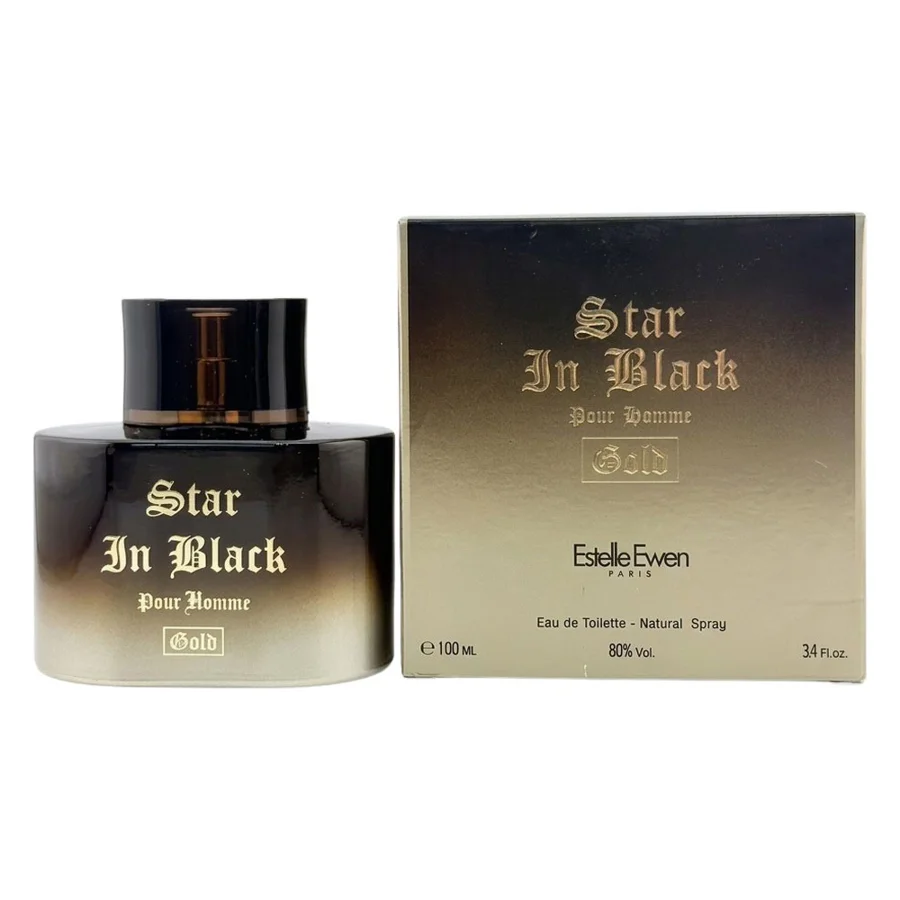 Star
In Black
Pour Homme
Gold
Star
In Black
Pour Homme
Gold
Estelle Ewen
PARIS
Eau de Toilette - Natural Spray
℮ 100 ML 80% Vol. 3.4 Fl.oz.